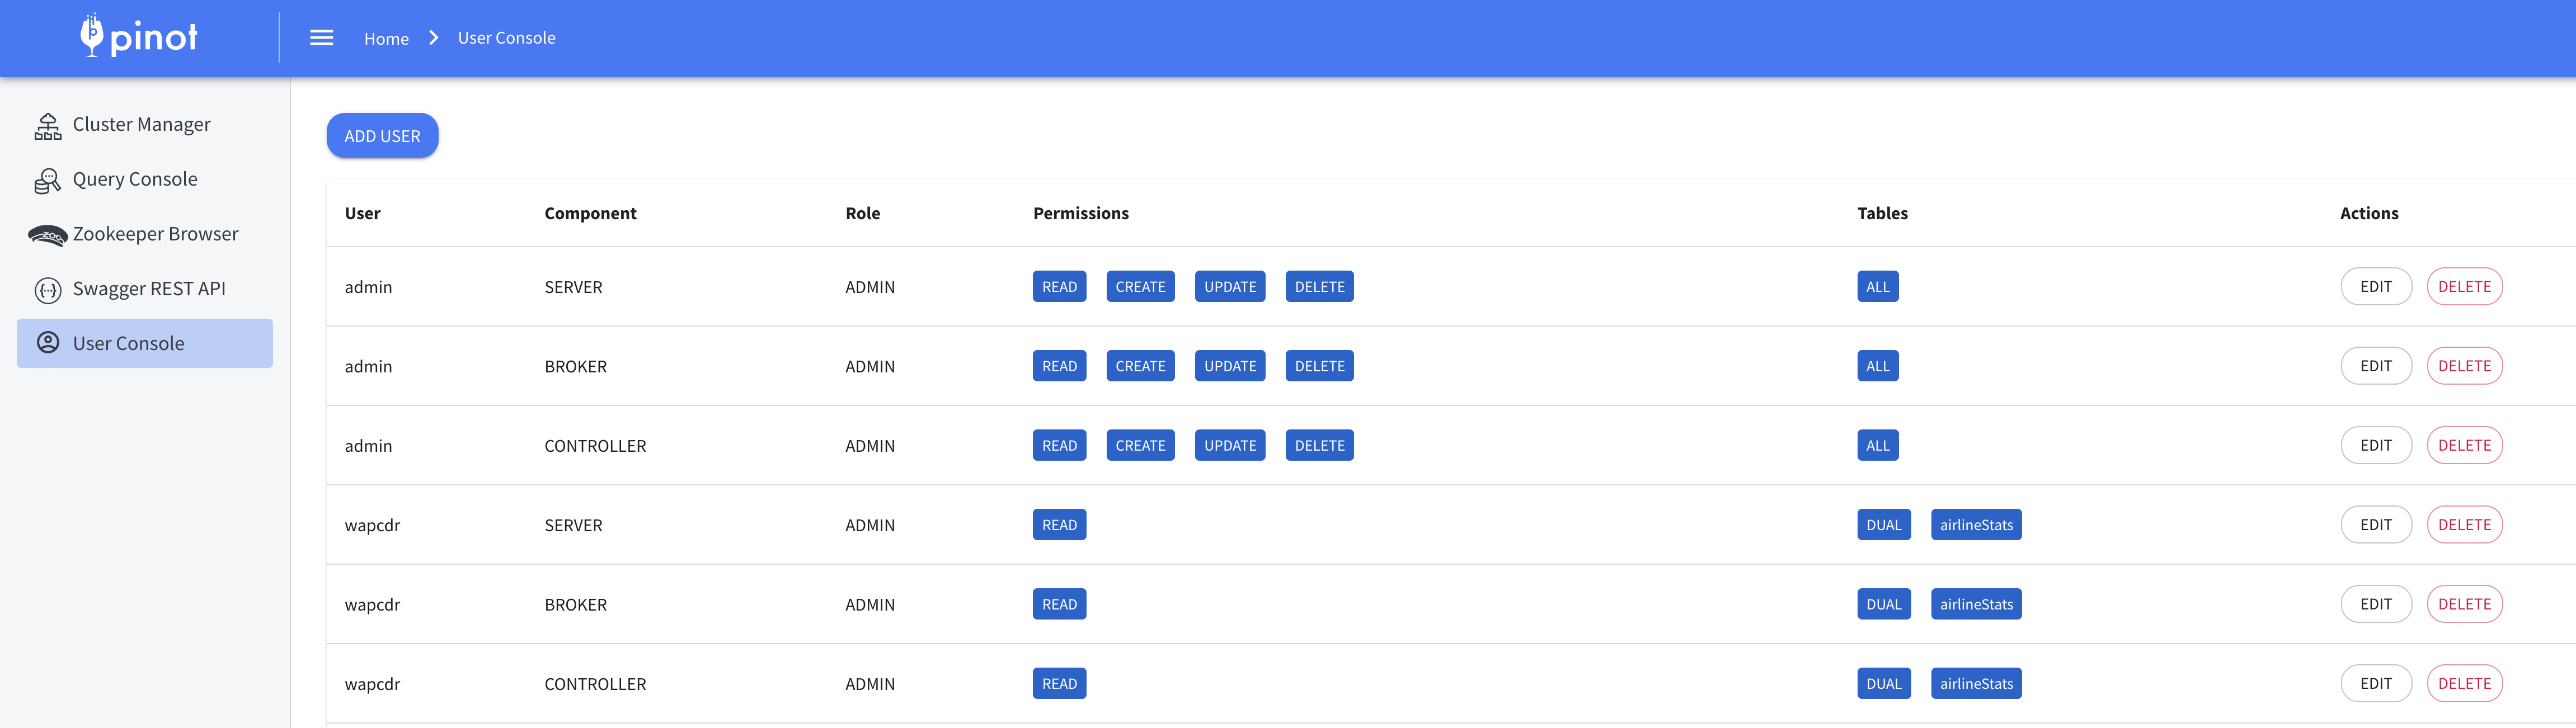 pinot
Home > User Console
Cluster Manager
Query Console
Zookeeper Browser
Swagger REST API
User Console
ADD USER
User Component Role Permissions Tables Actions
admin SERVER ADMIN READ CREATE UPDATE DELETE ALL EDIT DELETE
admin BROKER ADMIN READ CREATE UPDATE DELETE ALL EDIT DELETE
admin CONTROLLER ADMIN READ CREATE UPDATE DELETE ALL EDIT DELETE
wapcdr SERVER ADMIN READ DUAL airlineStats EDIT DELETE
wapcdr BROKER ADMIN READ DUAL airlineStats EDIT DELETE
wapcdr CONTROLLER ADMIN READ DUAL airlineStats EDIT DELETE